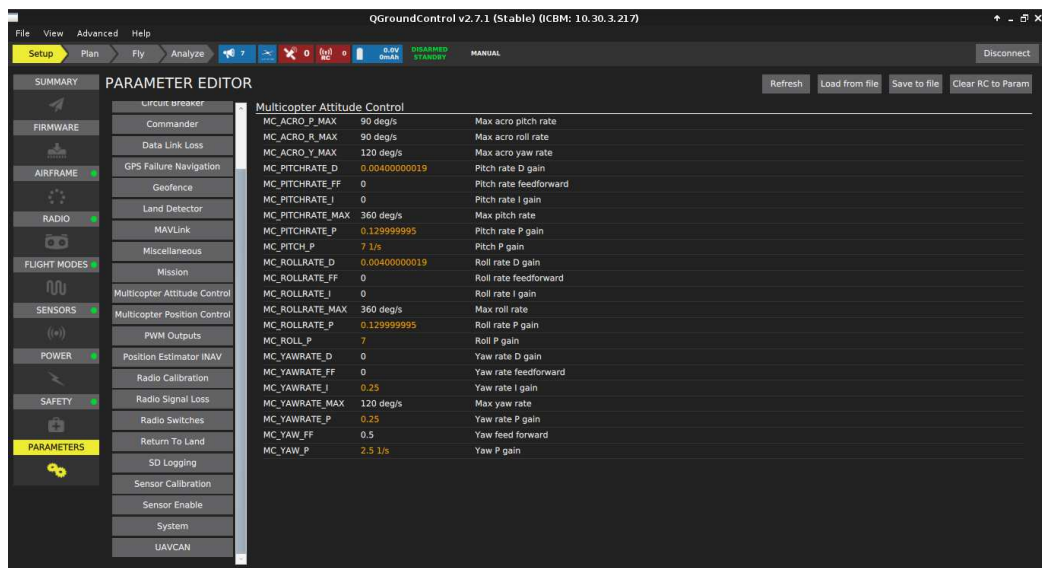 QGroundControl v2.7.1 (Stable) (ICBM: 10.30.3.217)
File View Advanced Help
Setup Plan Fly Analyze 7 0 RC 0 0.0V 0mAh DISARMED STANDBY MANUAL Disconnect
PARAMETER EDITOR
Refresh Load from file Save to file Clear RC to Param
SUMMARY
FIRMWARE
AIRFRAME
RADIO
FLIGHT MODES
SENSORS
POWER
SAFETY
PARAMETERS
Circuit Breaker
Commander
Data Link Loss
GPS Failure Navigation
Geofence
Land Detector
MAVLink
Miscellaneous
Mission
Multicopter Attitude Control
Multicopter Position Control
PWM Outputs
Position Estimator INAV
Radio Calibration
Radio Signal Loss
Radio Switches
Return To Land
SD Logging
Sensor Calibration
Sensor Enable
System
UAVCAN
Multicopter Attitude Control
MC_ACRO_P_MAX 90 deg/s Max acro pitch rate
MC_ACRO_R_MAX 90 deg/s Max acro roll rate
MC_ACRO_Y_MAX 120 deg/s Max acro yaw rate
MC_PITCHRATE_D 0.00400000019 Pitch rate D gain
MC_PITCHRATE_FF 0 Pitch rate feedforward
MC_PITCHRATE_I 0 Pitch rate I gain
MC_PITCHRATE_MAX 360 deg/s Max pitch rate
MC_PITCHRATE_P 0.129999995 Pitch rate P gain
MC_PITCH_P 7 1/s Pitch P gain
MC_ROLLRATE_D 0.00400000019 Roll rate D gain
MC_ROLLRATE_FF 0 Roll rate feedforward
MC_ROLLRATE_I 0 Roll rate I gain
MC_ROLLRATE_MAX 360 deg/s Max roll rate
MC_ROLLRATE_P 0.129999995 Roll rate P gain
MC_ROLL_P 7 Roll P gain
MC_YAWRATE_D 0 Yaw rate D gain
MC_YAWRATE_FF 0 Yaw rate feedforward
MC_YAWRATE_I 0.25 Yaw rate I gain
MC_YAWRATE_MAX 120 deg/s Max yaw rate
MC_YAWRATE_P 0.25 Yaw rate P gain
MC_YAW_FF 0.5 Yaw feed forward
MC_YAW_P 2.5 1/s Yaw P gain